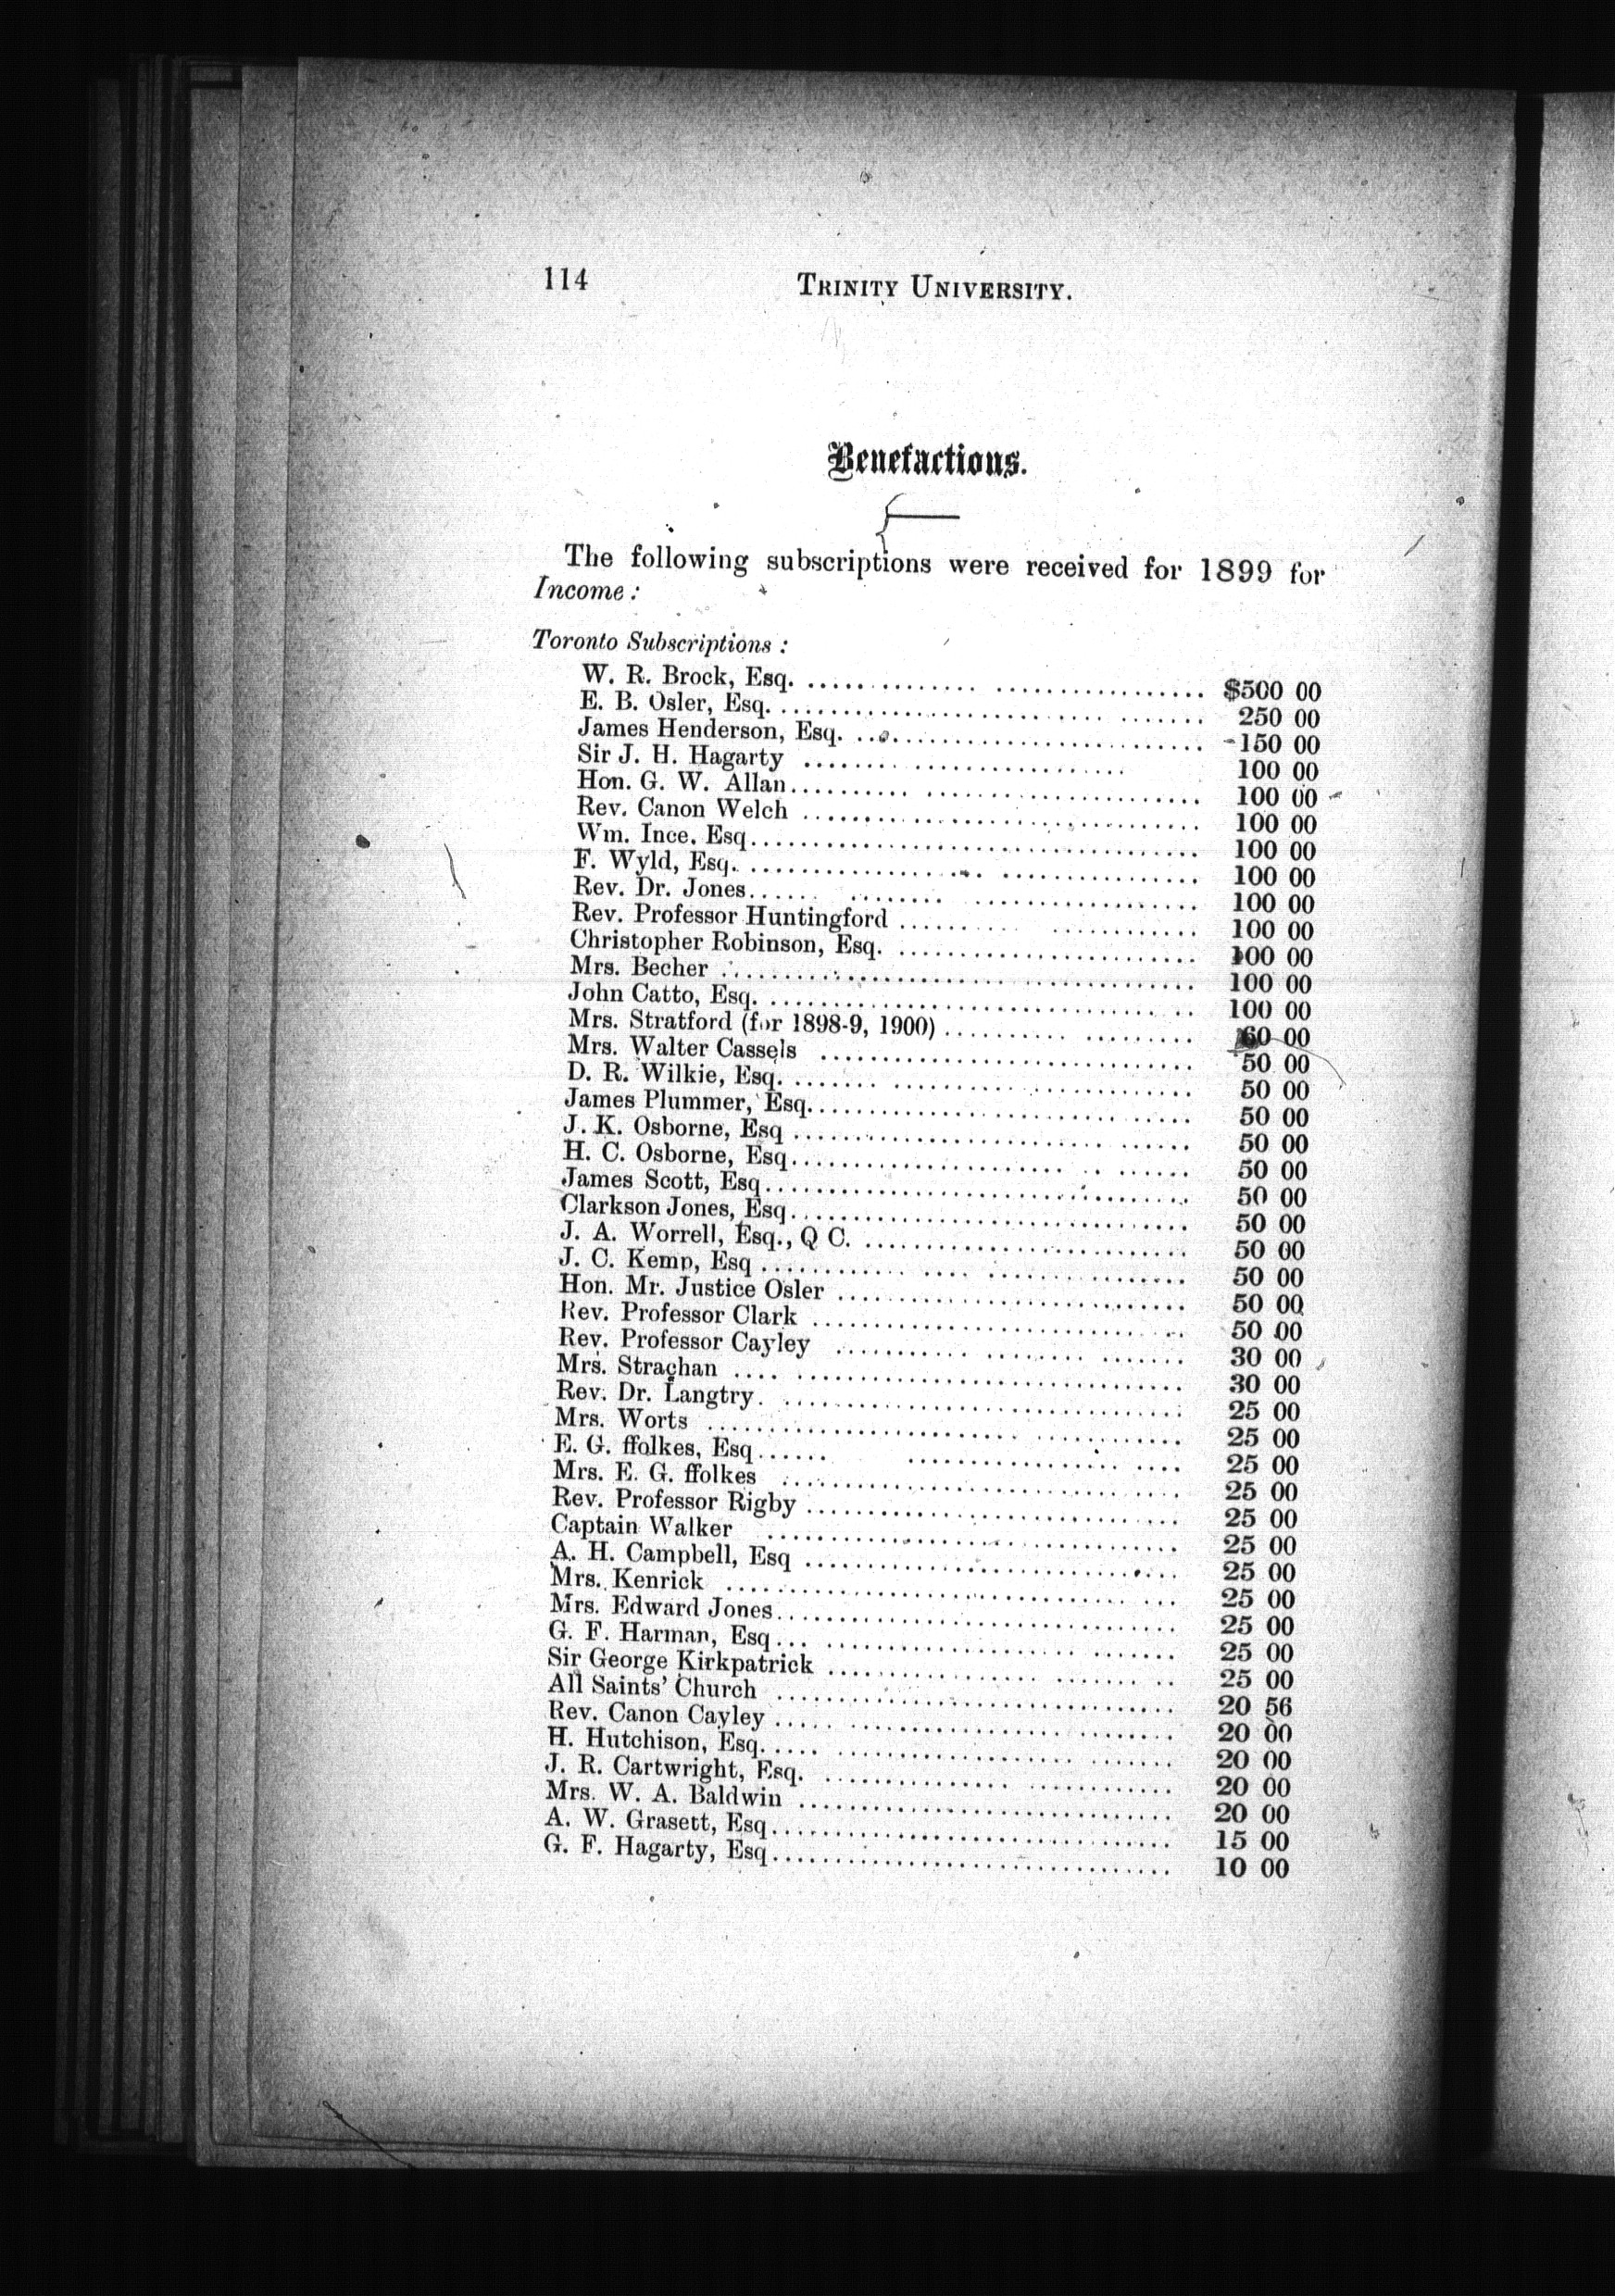 114 TRINITY UNIVERSITY.
Benefactions.
The following subscriptions were received for 1899 for
Income :
Toronto Subscriptions :
W. R. Brock, Esq. .......... $500 00
E. B. Osler, Esq. .......... 250 00
James Henderson, Esq. .......... 150 00
Sir J. H. Hagarty .......... 100 00
Hon. G. W. Allan .......... 100 00
Rev. Canon Welch .......... 100 00
Wm. Ince. Esq .......... 100 00
F. Wyld, Esq. .......... 100 00
Rev. Dr. Jones .......... 100 00
Rev. Professor Huntingford .......... 100 00
Christopher Robinson, Esq. .......... 100 00
Mrs. Becher .......... 100 00
John Catto, Esq. .......... 100 00
Mrs. Stratford (for 1898-9, 1900) .......... 60 00
Mrs. Walter Cassels .......... 50 00
D. R. Wilkie, Esq. .......... 50 00
James Plummer, Esq. .......... 50 00
J. K. Osborne, Esq .......... 50 00
H. C. Osborne, Esq .......... 50 00
James Scott, Esq .......... 50 00
Clarkson Jones, Esq .......... 50 00
J. A. Worrell, Esq., Q C. .......... 50 00
J. C. Kemp, Esq .......... 50 00
Hon. Mr. Justice Osler .......... 50 00
Rev. Professor Clark .......... 50 00
Rev. Professor Cayley .......... 30 00
Mrs. Strachan .......... 30 00
Rev. Dr. Langtry .......... 25 00
Mrs. Worts .......... 25 00
E. G. ffolkes, Esq .......... 25 00
Mrs. E. G. ffolkes .......... 25 00
Rev. Professor Rigby .......... 25 00
Captain Walker .......... 25 00
A. H. Campbell, Esq .......... 25 00
Mrs. Kenrick .......... 25 00
Mrs. Edward Jones .......... 25 00
G. F. Harman, Esq .......... 25 00
Sir George Kirkpatrick .......... 25 00
All Saints' Church .......... 20 56
Rev. Canon Cayley .......... 20 00
H. Hutchison, Esq. .......... 20 00
J. R. Cartwright, Esq. .......... 20 00
Mrs. W. A. Baldwin .......... 20 00
A. W. Grasett, Esq .......... 15 00
G. F. Hagarty, Esq .......... 10 00